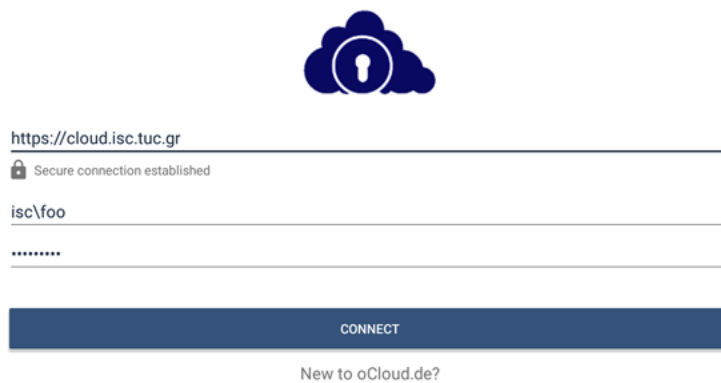 https://cloud.isc.tuc.gr
Secure connection established
isc\foo
•••••••••
CONNECT
New to oCloud.de?